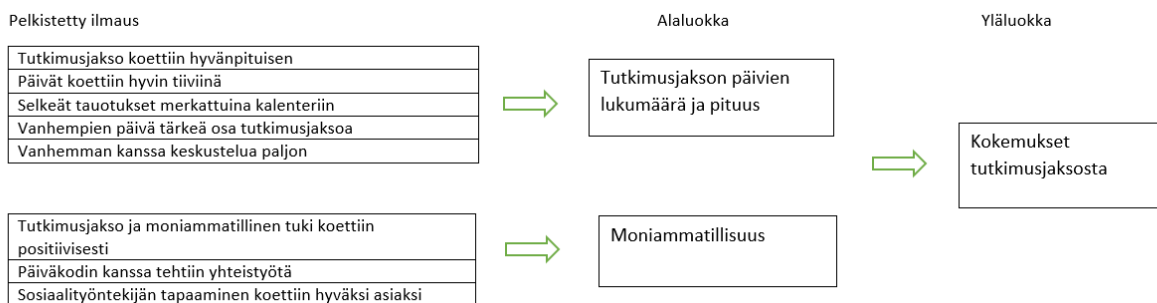 Pelkistetty ilmaus
Alaluokka
Yläluokka
Tutkimusjakso koettiin hyvänpituisen
Päivät koettiin hyvin tiiviinä
Selkeät tauotukset merkattuina kalenteriin
Vanhempien päivä tärkeä osa tutkimusjaksoa
Vanhemman kanssa keskustelua paljon
Tutkimusjakson päivien
lukumäärä ja pituus
Kokemukset
tutkimusjaksosta
Tutkimusjakso ja moniammatillinen tuki koettiin
positiivisesti
Päiväkodin kanssa tehtiin yhteistyötä
Sosiaalityöntekijän tapaaminen koettiin hyväksi asiaksi
Moniammatillisuus